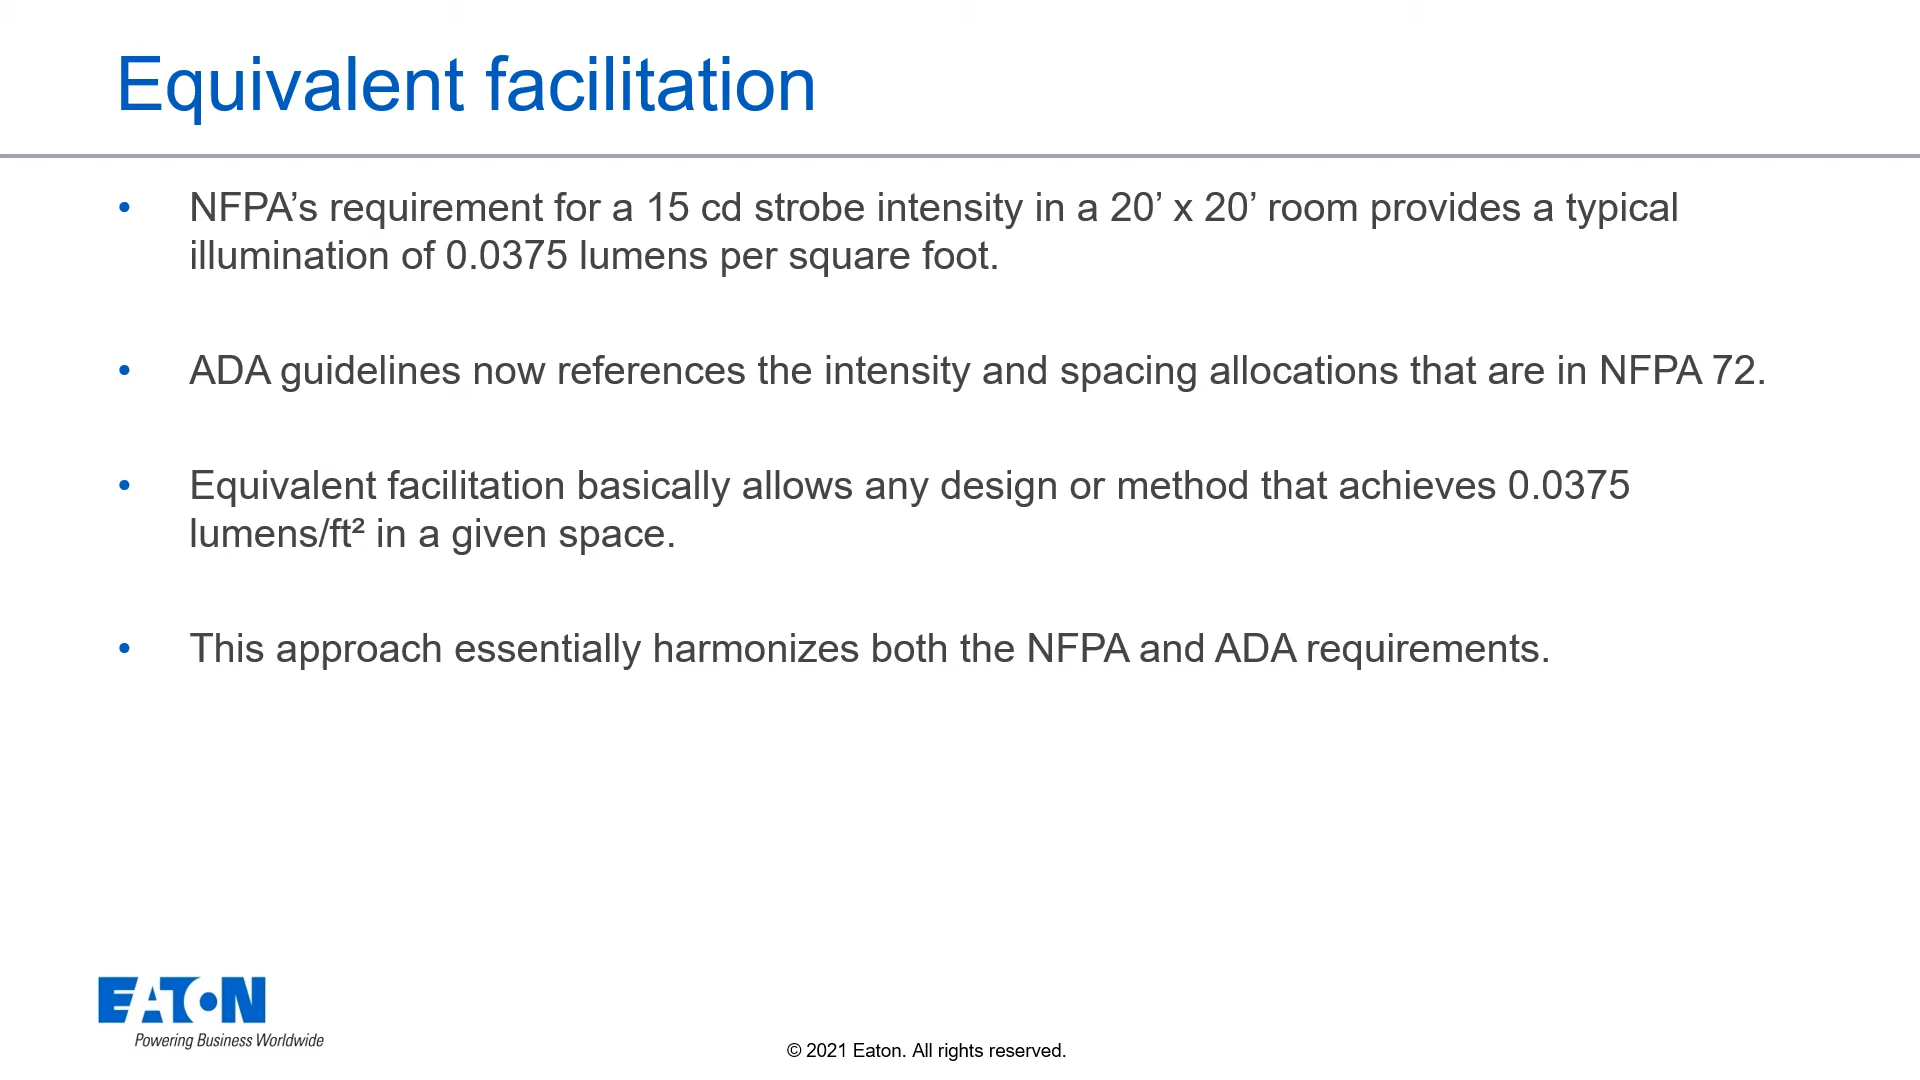 Equivalent facilitation
• NFPA’s requirement for a 15 cd strobe intensity in a 20’ x 20’ room provides a typical
illumination of 0.0375 lumens per square foot.
• ADA guidelines now references the intensity and spacing allocations that are in NFPA 72.
• Equivalent facilitation basically allows any design or method that achieves 0.0375
lumens/ft² in a given space.
• This approach essentially harmonizes both the NFPA and ADA requirements.
EATON
Powering Business Worldwide
© 2021 Eaton. All rights reserved.